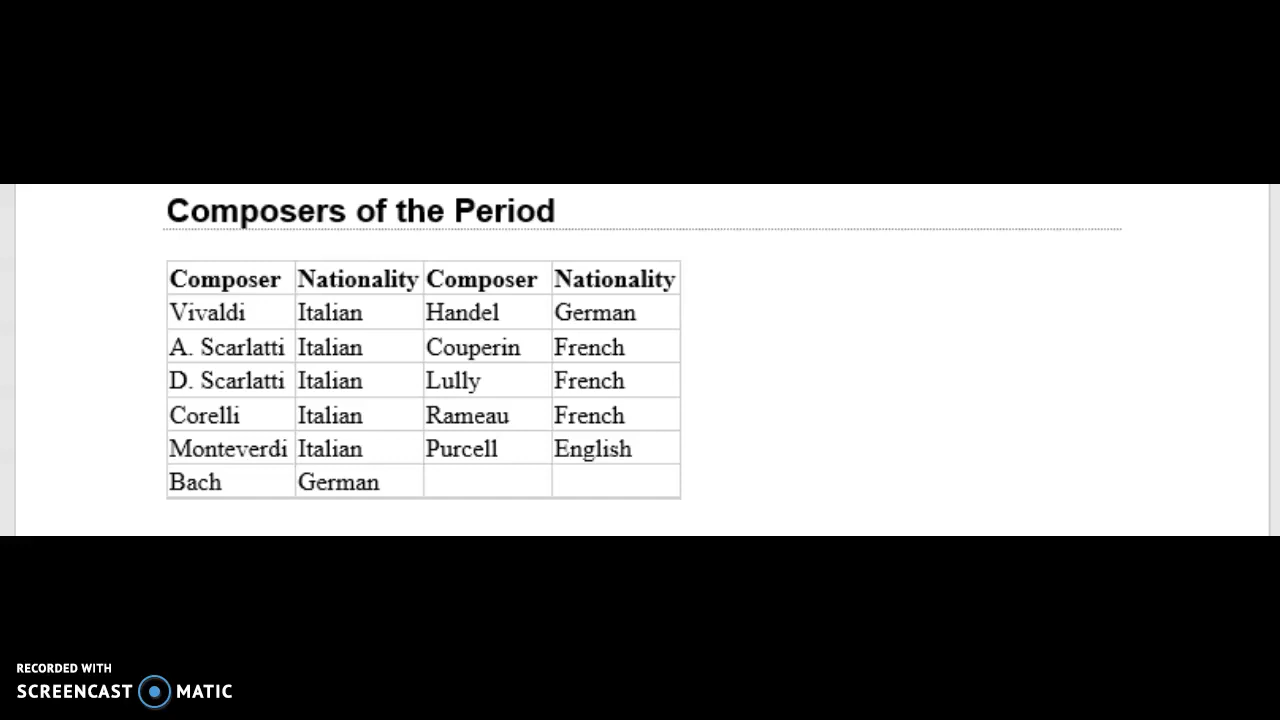 Composers of the Period
Composer Nationality Composer Nationality
Vivaldi Italian Handel German
A. Scarlatti Italian Couperin French
D. Scarlatti Italian Lully French
Corelli Italian Rameau French
Monteverdi Italian Purcell English
Bach German
RECORDED WITH
SCREENCAST MATIC